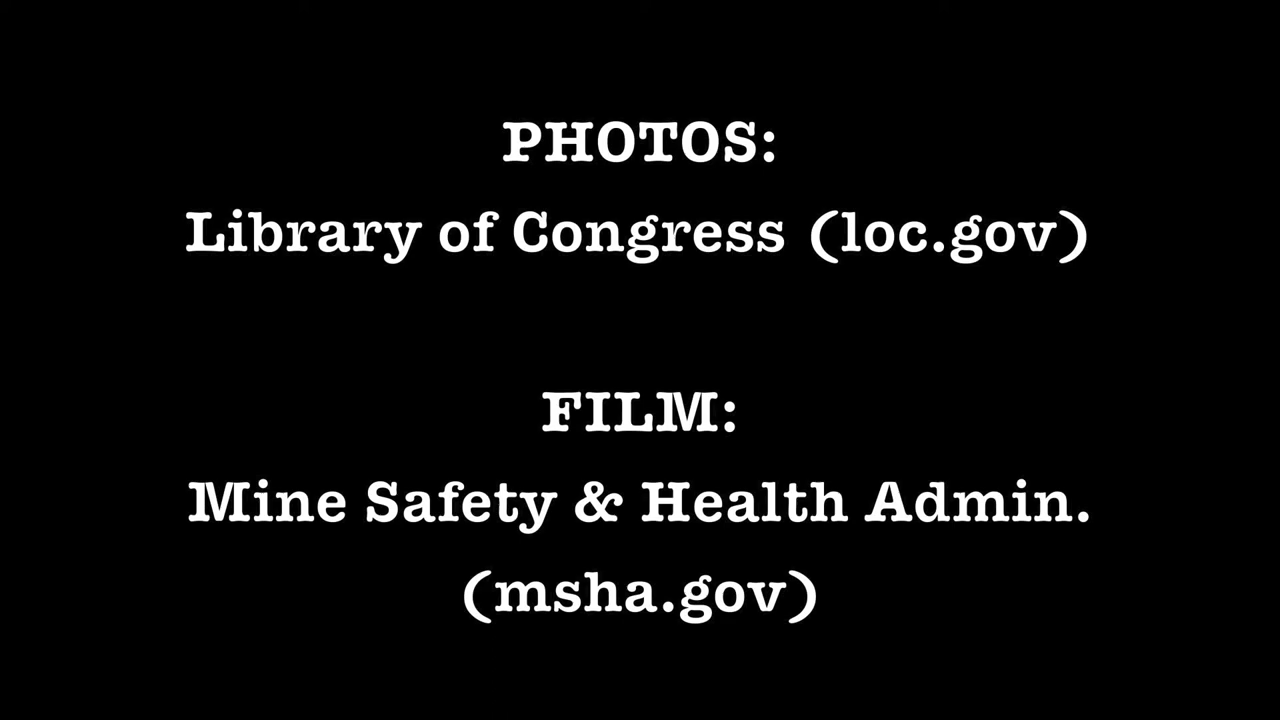 PHOTOS:
Library of Congress (loc.gov)
FILM:
Mine Safety & Health Admin.
(msha.gov)